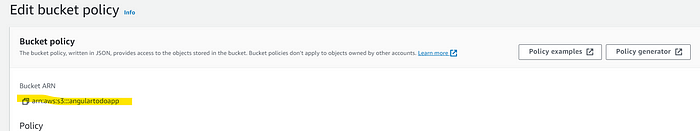 Edit bucket policy Info
Bucket policy
The bucket policy, written in JSON, provides access to the objects stored in the bucket. Bucket policies don't apply to objects owned by other accounts. Learn more
Policy examples
Policy generator
Bucket ARN
arn:aws:s3:::angulartodoapp
Policy